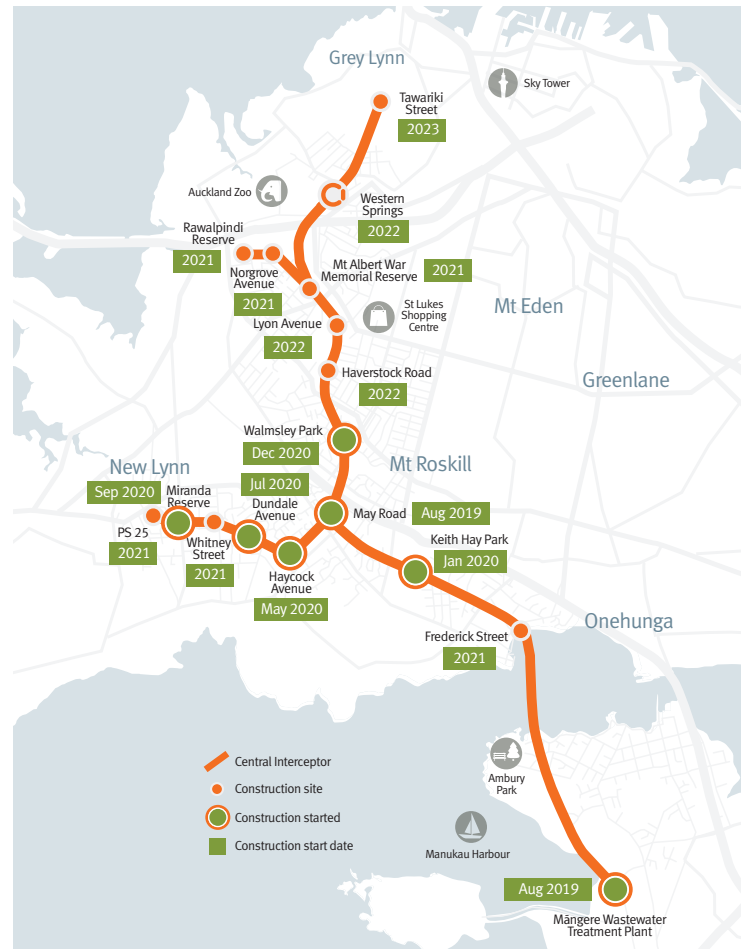 Grey Lynn
Sky Tower
Tawariki
Street
2023
Auckland Zoo
Western
Springs
2022
Rawalpindi
Reserve
2021
Norgrove
Avenue
2021
Mt Albert War
Memorial Reserve
2021
Mt Eden
St Lukes
Shopping
Centre
Lyon Avenue
2022
Greenlane
Haverstock Road
2022
Walmsley Park
Dec 2020
Mt Roskill
New Lynn
Jul 2020
Dundale
Avenue
Sep 2020
Miranda
Reserve
May Road
Aug 2019
PS 25
2021
Whitney
Street
2021
Keith Hay Park
Jan 2020
Haycock
Avenue
May 2020
Onehunga
Frederick Street
2021
Central Interceptor
Construction site
Construction started
Construction start date
Ambury
Park
Manukau Harbour
Aug 2019
Māngere Wastewater
Treatment Plant